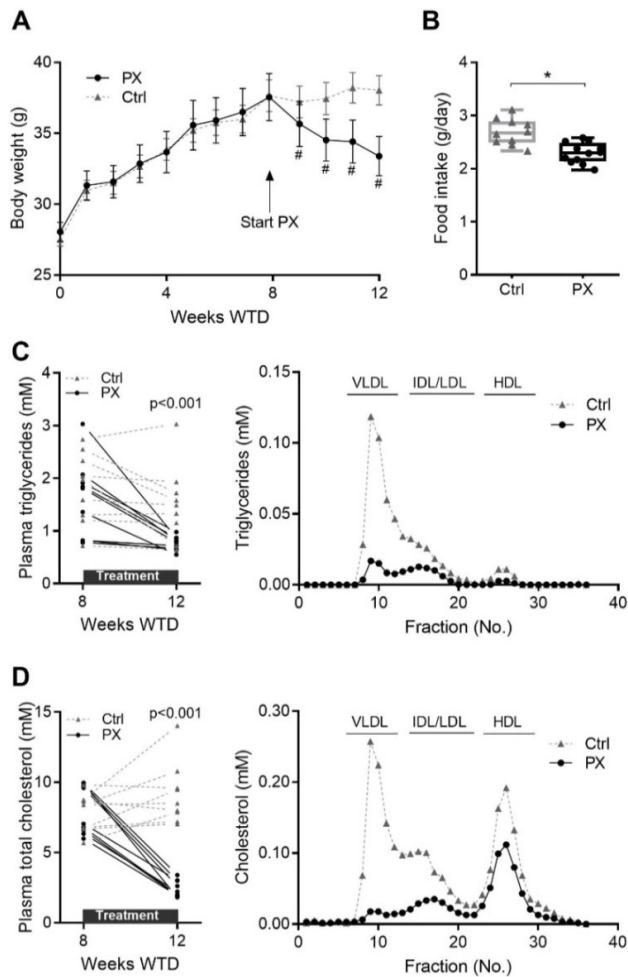 A
B
40
35
30
25
Body weight (g)
PX
Ctrl
#
#
#
#
Start PX
0
4
8
12
Weeks WTD
4
3
2
1
0
Food intake (g/day)
*
Ctrl
PX
C
Ctrl
PX
p<0.001
4
3
2
1
0
Plasma triglycerides (mM)
Treatment
8
12
Weeks WTD
VLDL
IDL/LDL
HDL
Ctrl
PX
0.15
0.10
0.05
0.00
Triglycerides (mM)
0
10
20
30
40
Fraction (No.)
D
Ctrl
PX
p<0.001
15
10
5
0
Plasma total cholesterol (mM)
Treatment
8
12
Weeks WTD
VLDL
IDL/LDL
HDL
Ctrl
PX
0.30
0.20
0.10
0.00
Cholesterol (mM)
0
10
20
30
40
Fraction (No.)